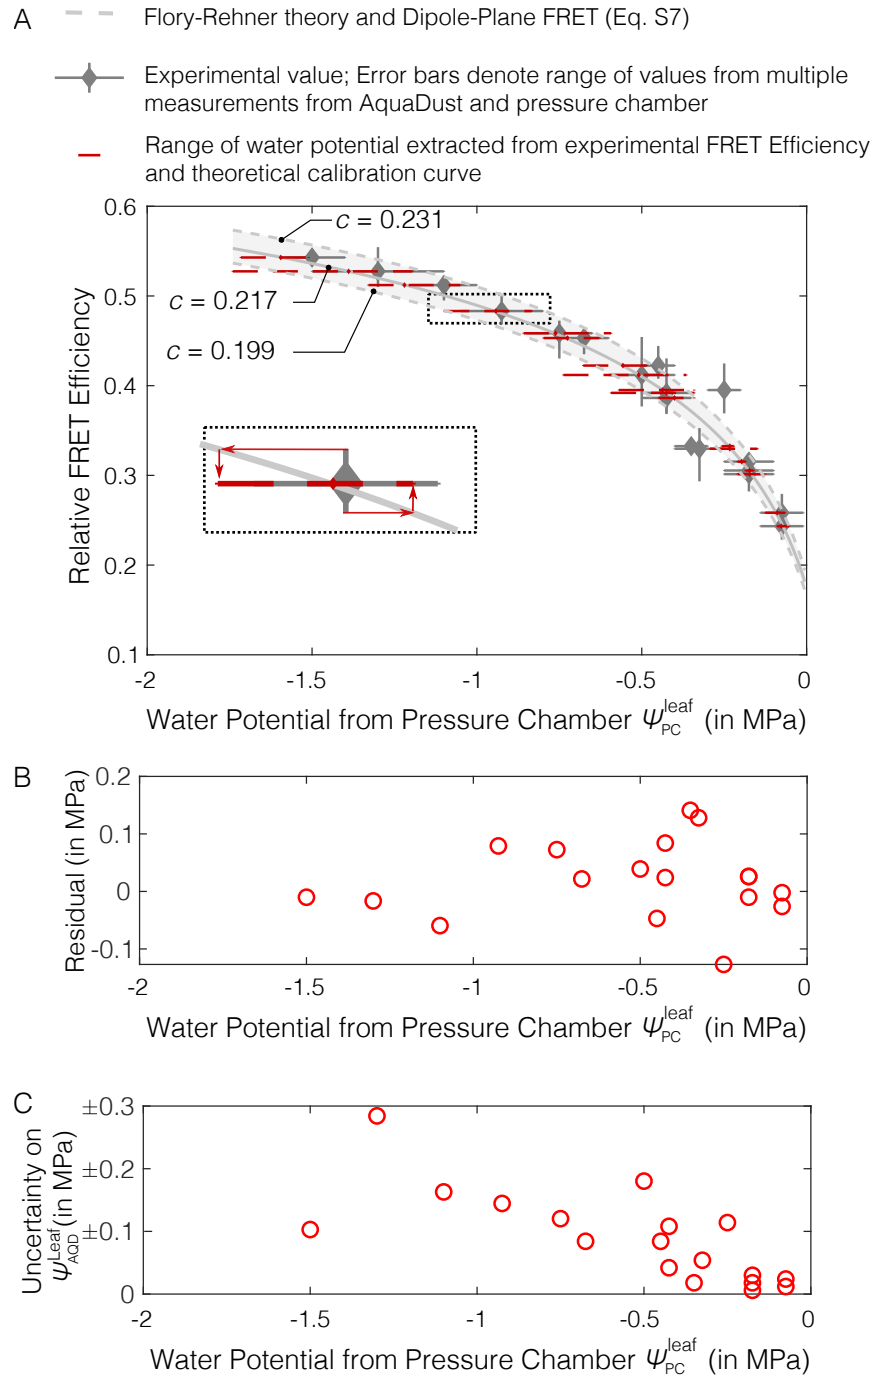 A
Flory-Rehner theory and Dipole-Plane FRET (Eq. S7)
Experimental value; Error bars denote range of values from multiple
measurements from AquaDust and pressure chamber
Range of water potential extracted from experimental FRET Efficiency
and theoretical calibration curve
Relative FRET Efficiency
0.6
0.5
0.4
0.3
0.2
0.1
c = 0.231
c = 0.217
c = 0.199
-2
-1.5
-1
-0.5
0
Water Potential from Pressure Chamber Ψ leaf PC (in MPa)
B
Residual (in MPa)
0.2
0.1
0
-0.1
-2
-1.5
-1
-0.5
0
Water Potential from Pressure Chamber Ψ leaf PC (in MPa)
C
Uncertainty on
Ψ Leaf AQD (in MPa)
±0.3
±0.2
±0.1
0
-2
-1.5
-1
-0.5
0
Water Potential from Pressure Chamber Ψ leaf PC (in MPa)